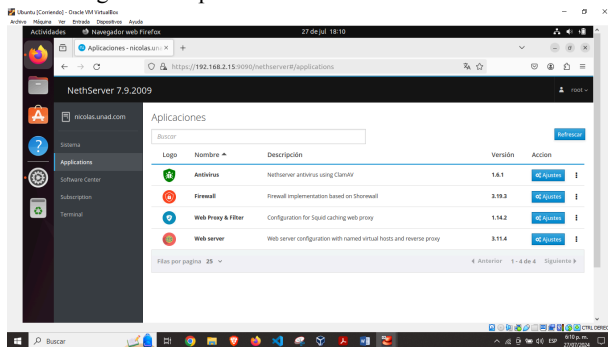 Ubuntu [Corriendo] - Oracle VM VirtualBox
Archivo Máquina Ver Entrada Dispositivos Ayuda
Actividades Navegador web Firefox 27 de jul 18:10
Aplicaciones - nicolas.una
https://192.168.2.15:9090/nethserver#/applications
NethServer 7.9.2009 root
nicolas.unad.com
Sistema
Applications
Software Center
Subscription
Terminal
Aplicaciones
Buscar Refrescar
Logo Nombre Descripción Versión Accion
Antivirus Nethserver antivirus using ClamAV 1.6.1 Ajustes
Firewall Firewall implementation based on Shorewall 3.19.3 Ajustes
Web Proxy & Filter Configuration for Squid caching web proxy 1.14.2 Ajustes
Web server Web server configuration with named virtual hosts and reverse proxy 3.11.4 Ajustes
Filas por pagina 25 Anterior 1 - 4 de 4 Siguiente
Buscar ESP 6:10 p. m.
27/07/2024